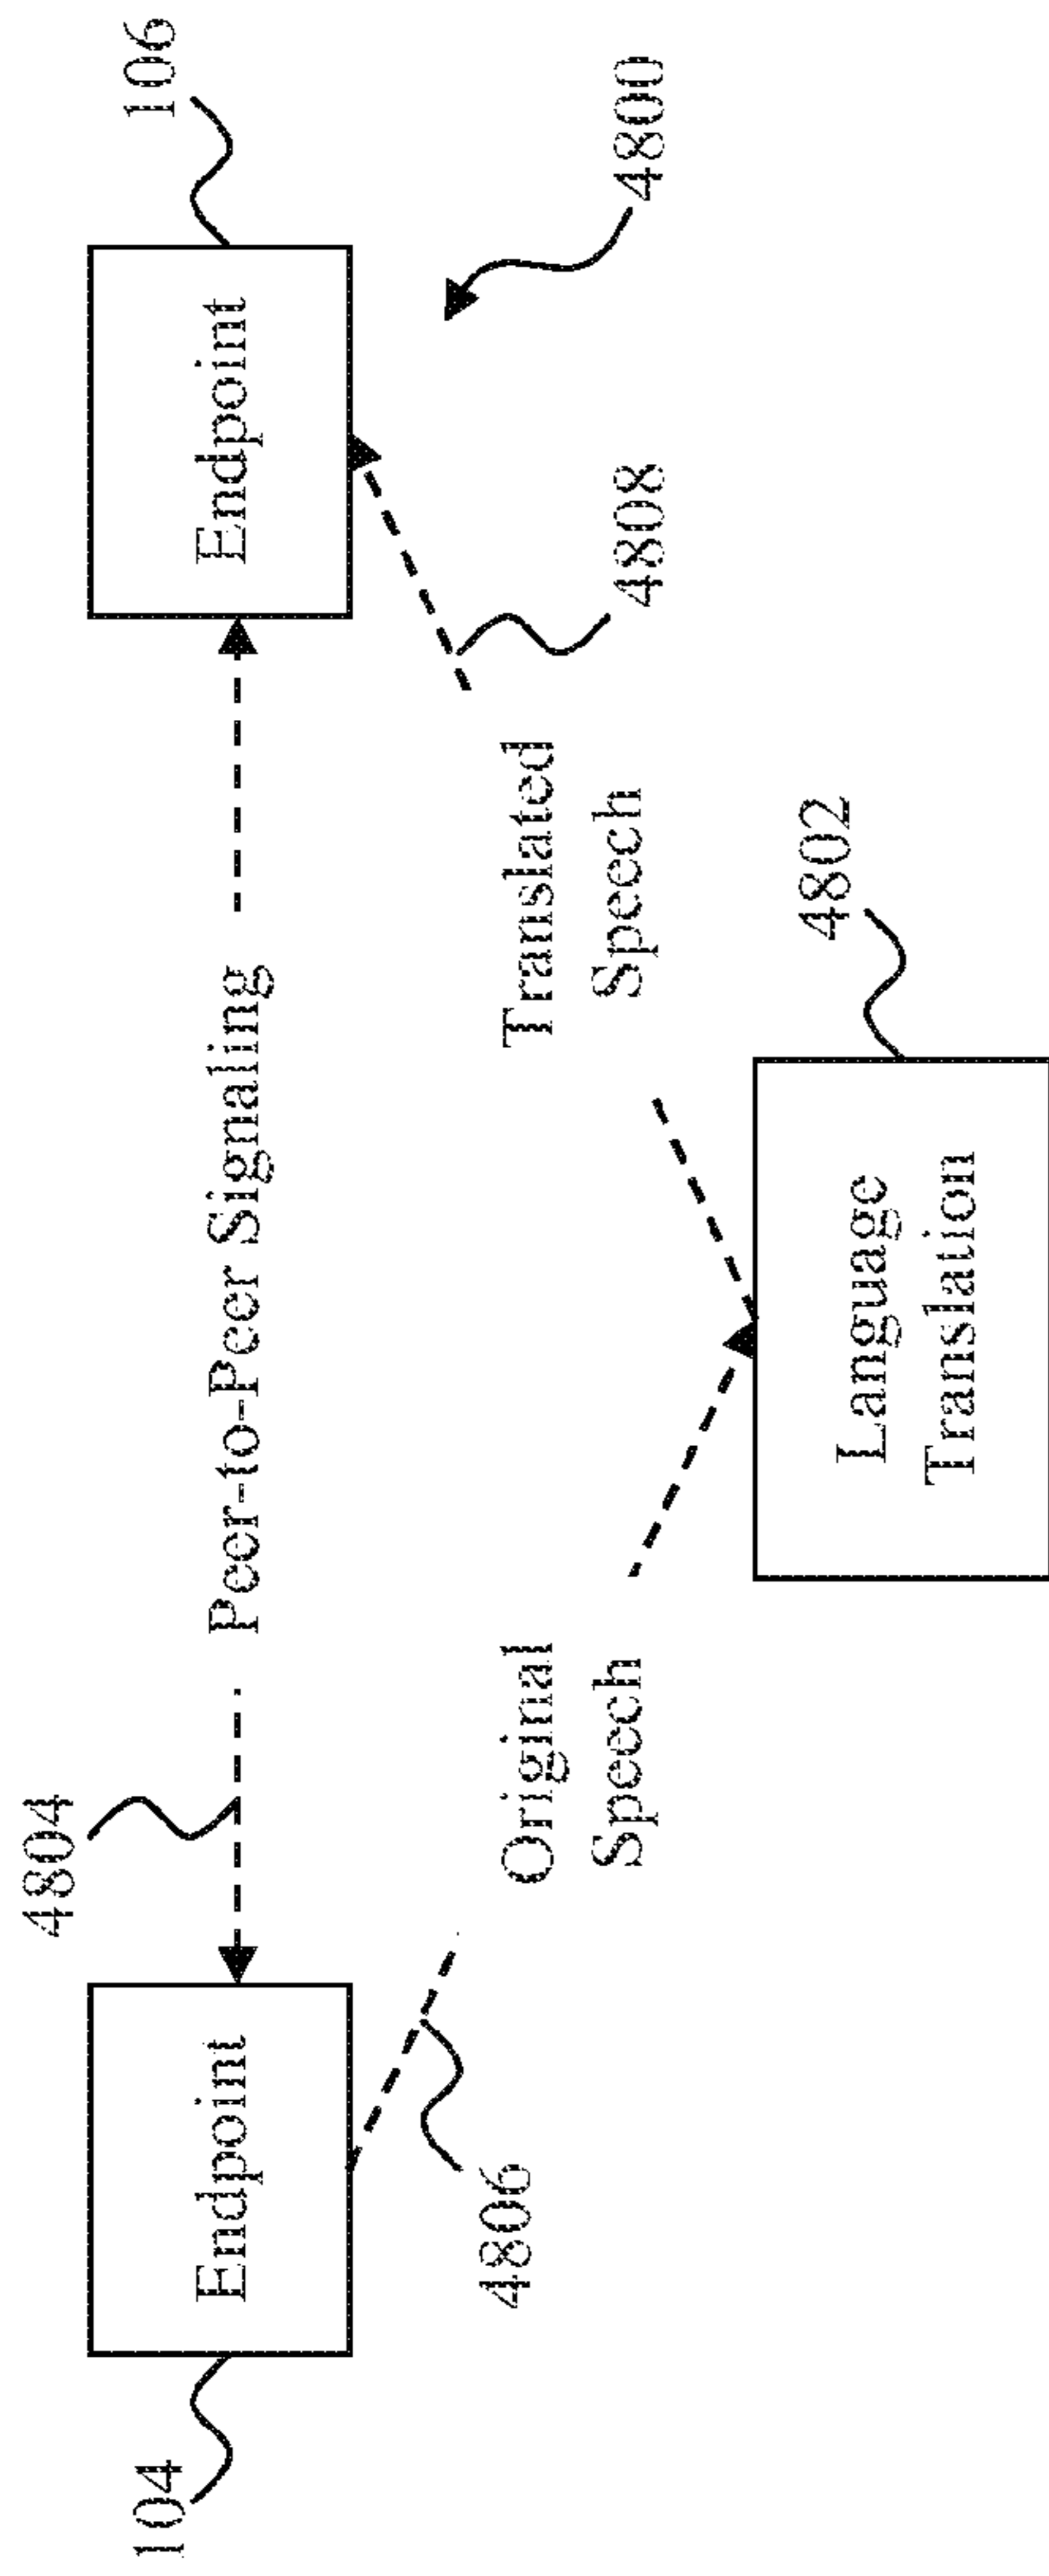 4804
104
Endpoint
Peer-to-Peer Signaling
Endpoint
106
4806
Original
Speech
Translated
Speech
4808
4800
Language
Translation
4802